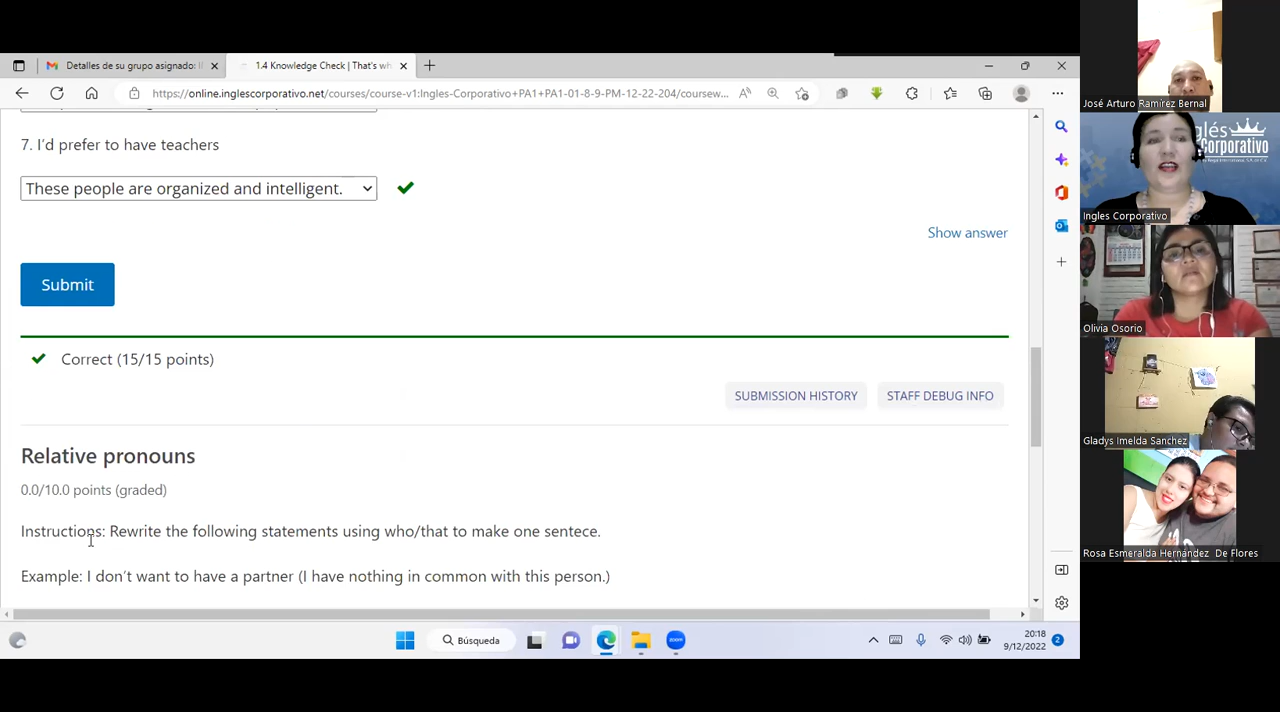 Detalles de su grupo asignado: I
1.4 Knowledge Check | That's wh
https://online.inglescorporativo.net/courses/course-v1:Ingles-Corporativo+PA1+PA1-01-8-9-PM-12-22-204/coursew...
7. I'd prefer to have teachers
These people are organized and intelligent.
Show answer
Submit
Correct (15/15 points)
SUBMISSION HISTORY
STAFF DEBUG INFO
Relative pronouns
0.0/10.0 points (graded)
Instructions: Rewrite the following statements using who/that to make one sentece.
Example: I don't want to have a partner (I have nothing in common with this person.)
Búsqueda
zoom
20:18
9/12/2022
2
José Arturo Ramírez Bernal
glés
Corporativo
Ingles Corporativo
Olivia Osorio
Gladys Imelda Sanchez
Rosa Esmeralda Hernández De Flores